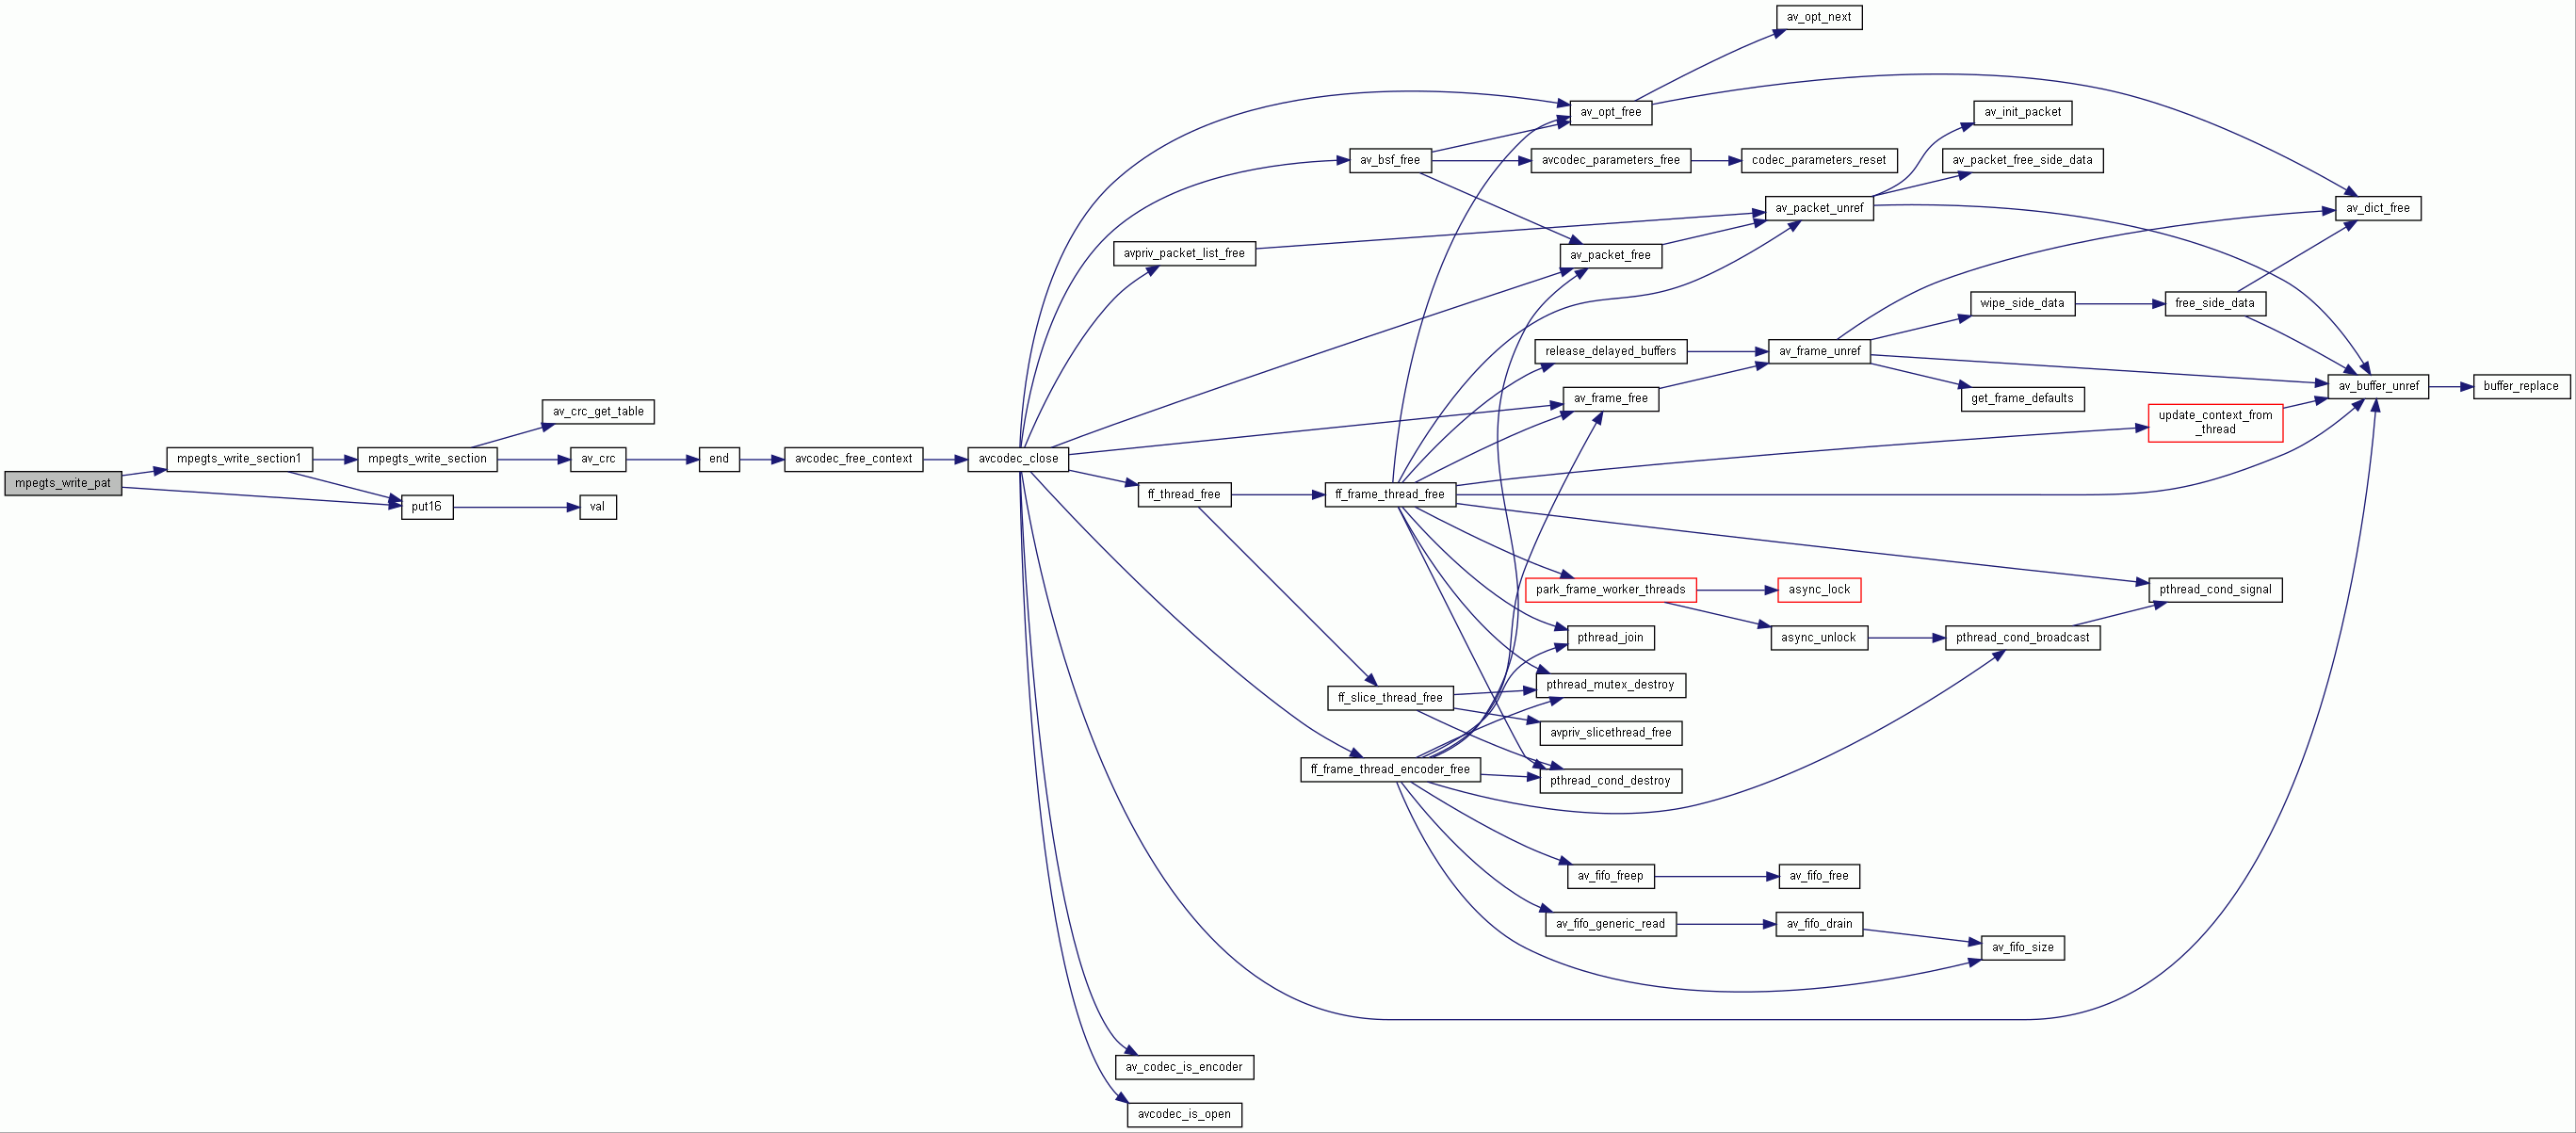 av_opt_next
av_opt_free
av_init_packet
av_bsf_free
avcodec_parameters_free
codec_parameters_reset
av_packet_free_side_data
av_packet_unref
av_dict_free
avpriv_packet_list_free
av_packet_free
wipe_side_data
free_side_data
release_delayed_buffers
av_frame_unref
av_buffer_unref
buffer_replace
av_frame_free
get_frame_defaults
av_crc_get_table
update_context_from
_thread
mpegts_write_section1
mpegts_write_section
av_crc
end
avcodec_free_context
avcodec_close
mpegts_write_pat
ff_thread_free
ff_frame_thread_free
put16
val
park_frame_worker_threads
async_lock
pthread_cond_signal
pthread_join
async_unlock
pthread_cond_broadcast
ff_slice_thread_free
pthread_mutex_destroy
avpriv_slicethread_free
ff_frame_thread_encoder_free
pthread_cond_destroy
av_fifo_freep
av_fifo_free
av_fifo_generic_read
av_fifo_drain
av_fifo_size
av_codec_is_encoder
avcodec_is_open